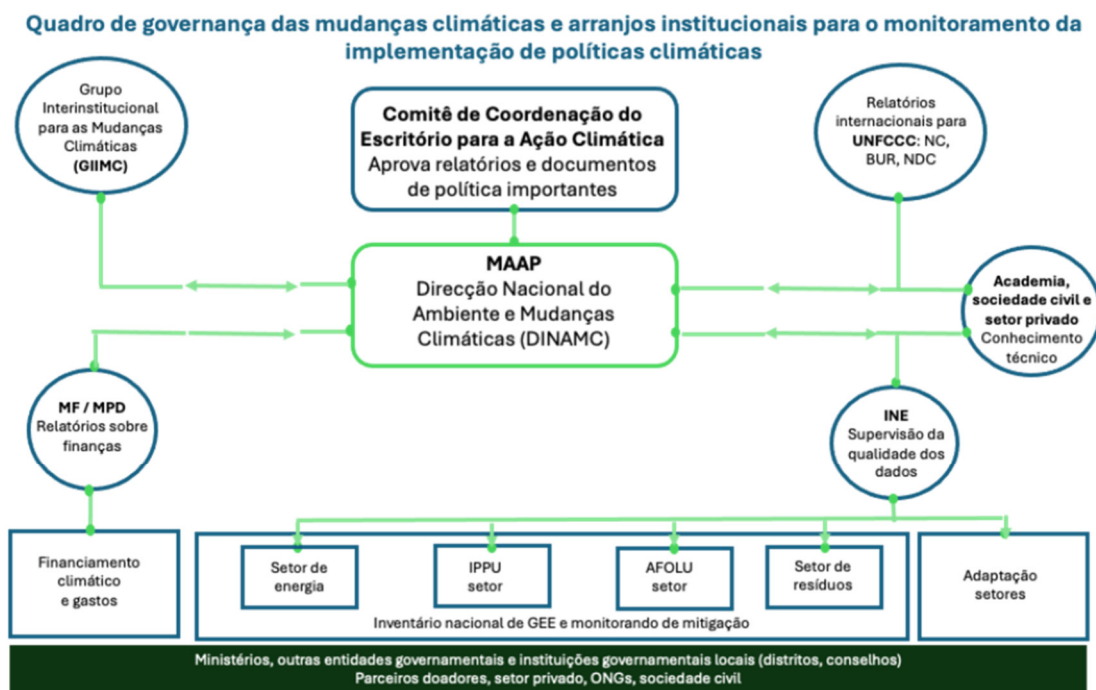 Quadro de governança das mudanças climáticas e arranjos institucionais para o monitoramento da
implementação de políticas climáticas
Grupo
Interinstitucional
para as Mudanças
Climáticas
(GIIMC)
Comitê de Coordenação do
Escritório para a Ação Climática
Aprova relatórios e documentos
de política importantes
Relatórios
internacionais para
UNFCCC: NC,
BUR, NDC
MAAP
Direcção Nacional do
Ambiente e Mudanças
Climáticas (DINAMC)
Academia,
sociedade civil e
setor privado
Conhecimento
técnico
MF / MPD
Relatórios sobre
finanças
INE
Supervisão da
qualidade dos
dados
Financiamento
climático
e gastos
Setor de
energia
IPPU
setor
AFOLU
setor
Setor de
resíduos
Inventário nacional de GEE e monitorando de mitigação
Adaptação
setores
Ministérios, outras entidades governamentais e instituições governamentais locais (distritos, conselhos)
Parceiros doadores, setor privado, ONGs, sociedade civil